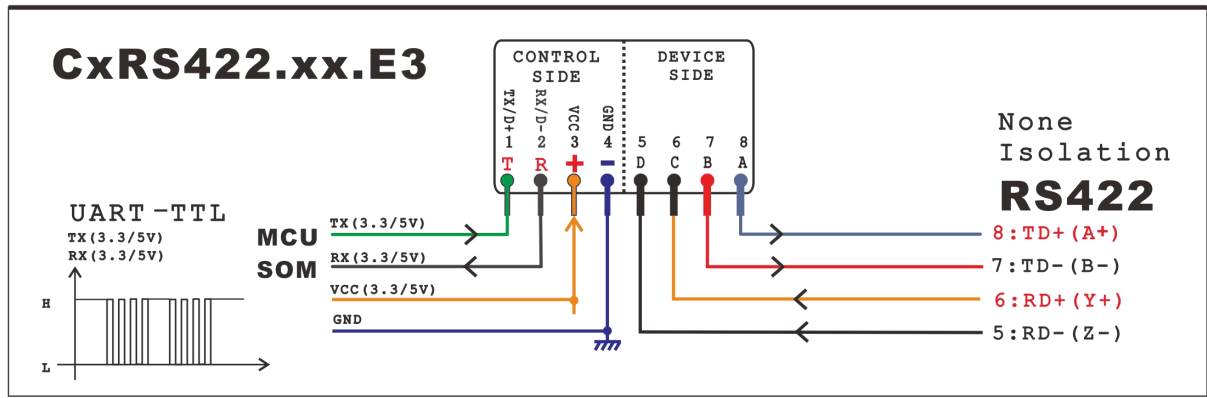 CxRS422.xx.E3
CONTROL
SIDE
DEVICE
SIDE
TX/D+
RX/D-
VCC
GND
1 2 3 4 5 6 7 8
T R + - D C B A
None
Isolation
RS422
UART-TTL
TX(3.3/5V)
RX(3.3/5V)
H
L
MCU
SOM
TX(3.3/5V)
RX(3.3/5V)
VCC(3.3/5V)
GND
8:TD+(A+)
7:TD-(B-)
6:RD+(Y+)
5:RD-(Z-)